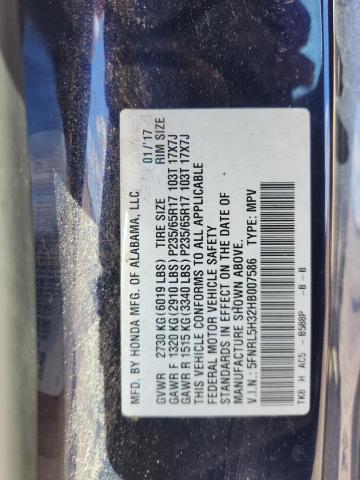 MFD. BY HONDA MFG. OF ALABAMA, LLC 01/'17
GVWR 2730 KG (6019 LBS) TIRE SIZE RIM SIZE
GAWR F 1320 KG (2910 LBS) P235/65R17 103T 17X7J
GAWR R 1515 KG (3340 LBS) P235/65R17 103T 17X7J
THIS VEHICLE CONFORMS TO ALL APPLICABLE
FEDERAL MOTOR VEHICLE SAFETY
STANDARDS IN EFFECT ON THE DATE OF
MANUFACTURE SHOWN ABOVE.
V.I.N.: 5FNRL5H32HB007586 TYPE: MPV
TK8 H AC5 - B588P -B -B